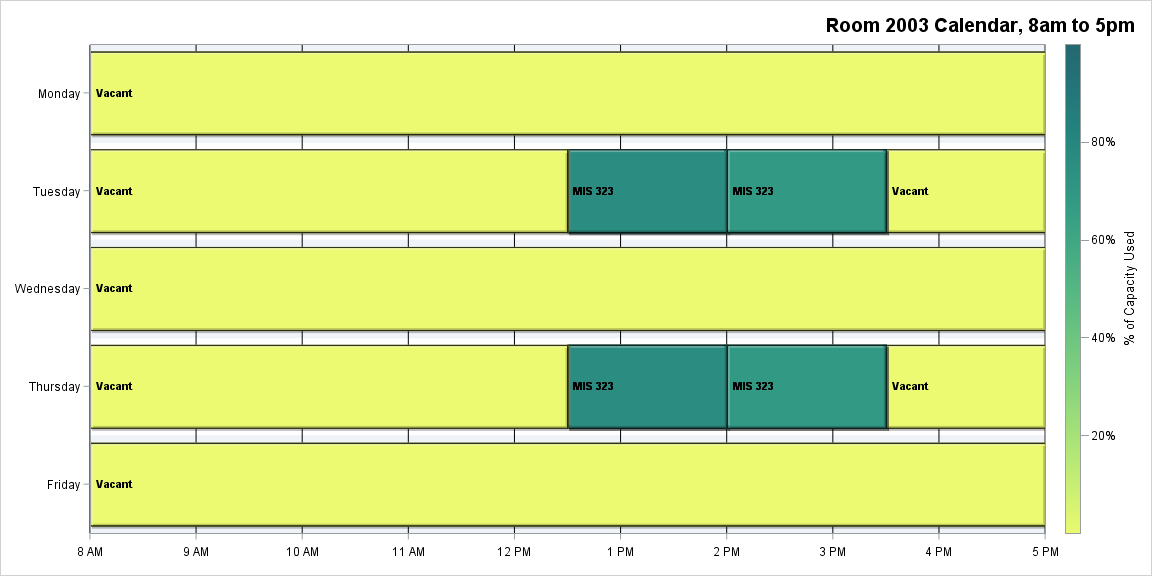 Room 2003 Calendar, 8am to 5pm
Monday
Vacant
Tuesday
Vacant
MIS 323
MIS 323
Vacant
Wednesday
Vacant
Thursday
Vacant
MIS 323
MIS 323
Vacant
Friday
Vacant
8 AM
9 AM
10 AM
11 AM
12 PM
1 PM
2 PM
3 PM
4 PM
5 PM
80%
60%
40%
20%
% of Capacity Used